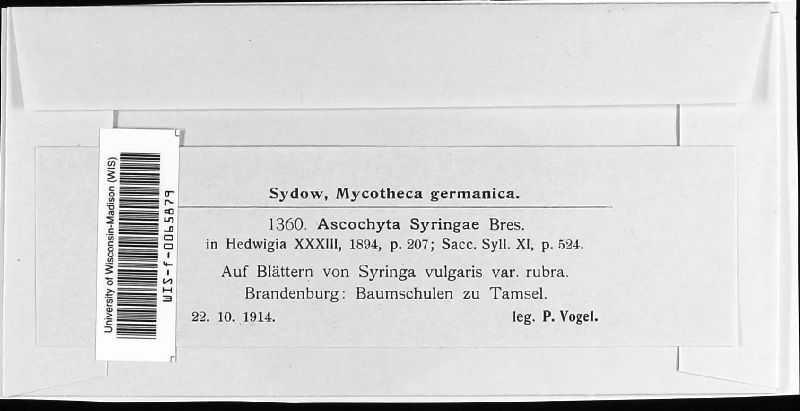 Sydow, Mycotheca germanica.
1360. Ascochyta Syringae Bres.
in Hedwigia XXXIII, 1894, p. 207; Sacc. Syll. XI, p. 524.
Auf Blättern von Syringa vulgaris var. rubra.
Brandenburg: Baumschulen zu Tamsel.
22. 10. 1914. leg. P. Vogel.
University of Wisconsin-Madison (WIS)
WIS-f-0065879